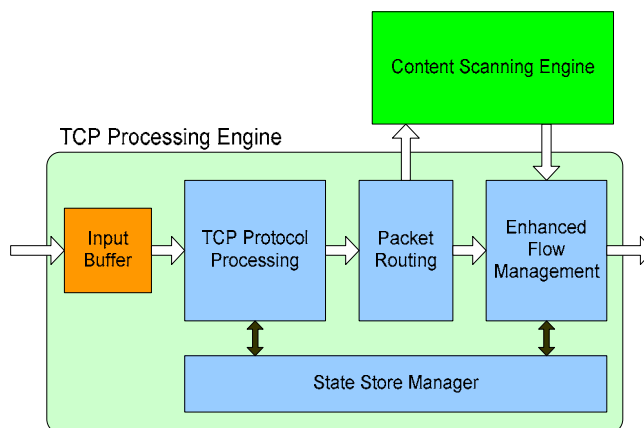 Content Scanning Engine
TCP Processing Engine
Input
Buffer
TCP Protocol
Processing
Packet
Routing
Enhanced
Flow
Management
State Store Manager